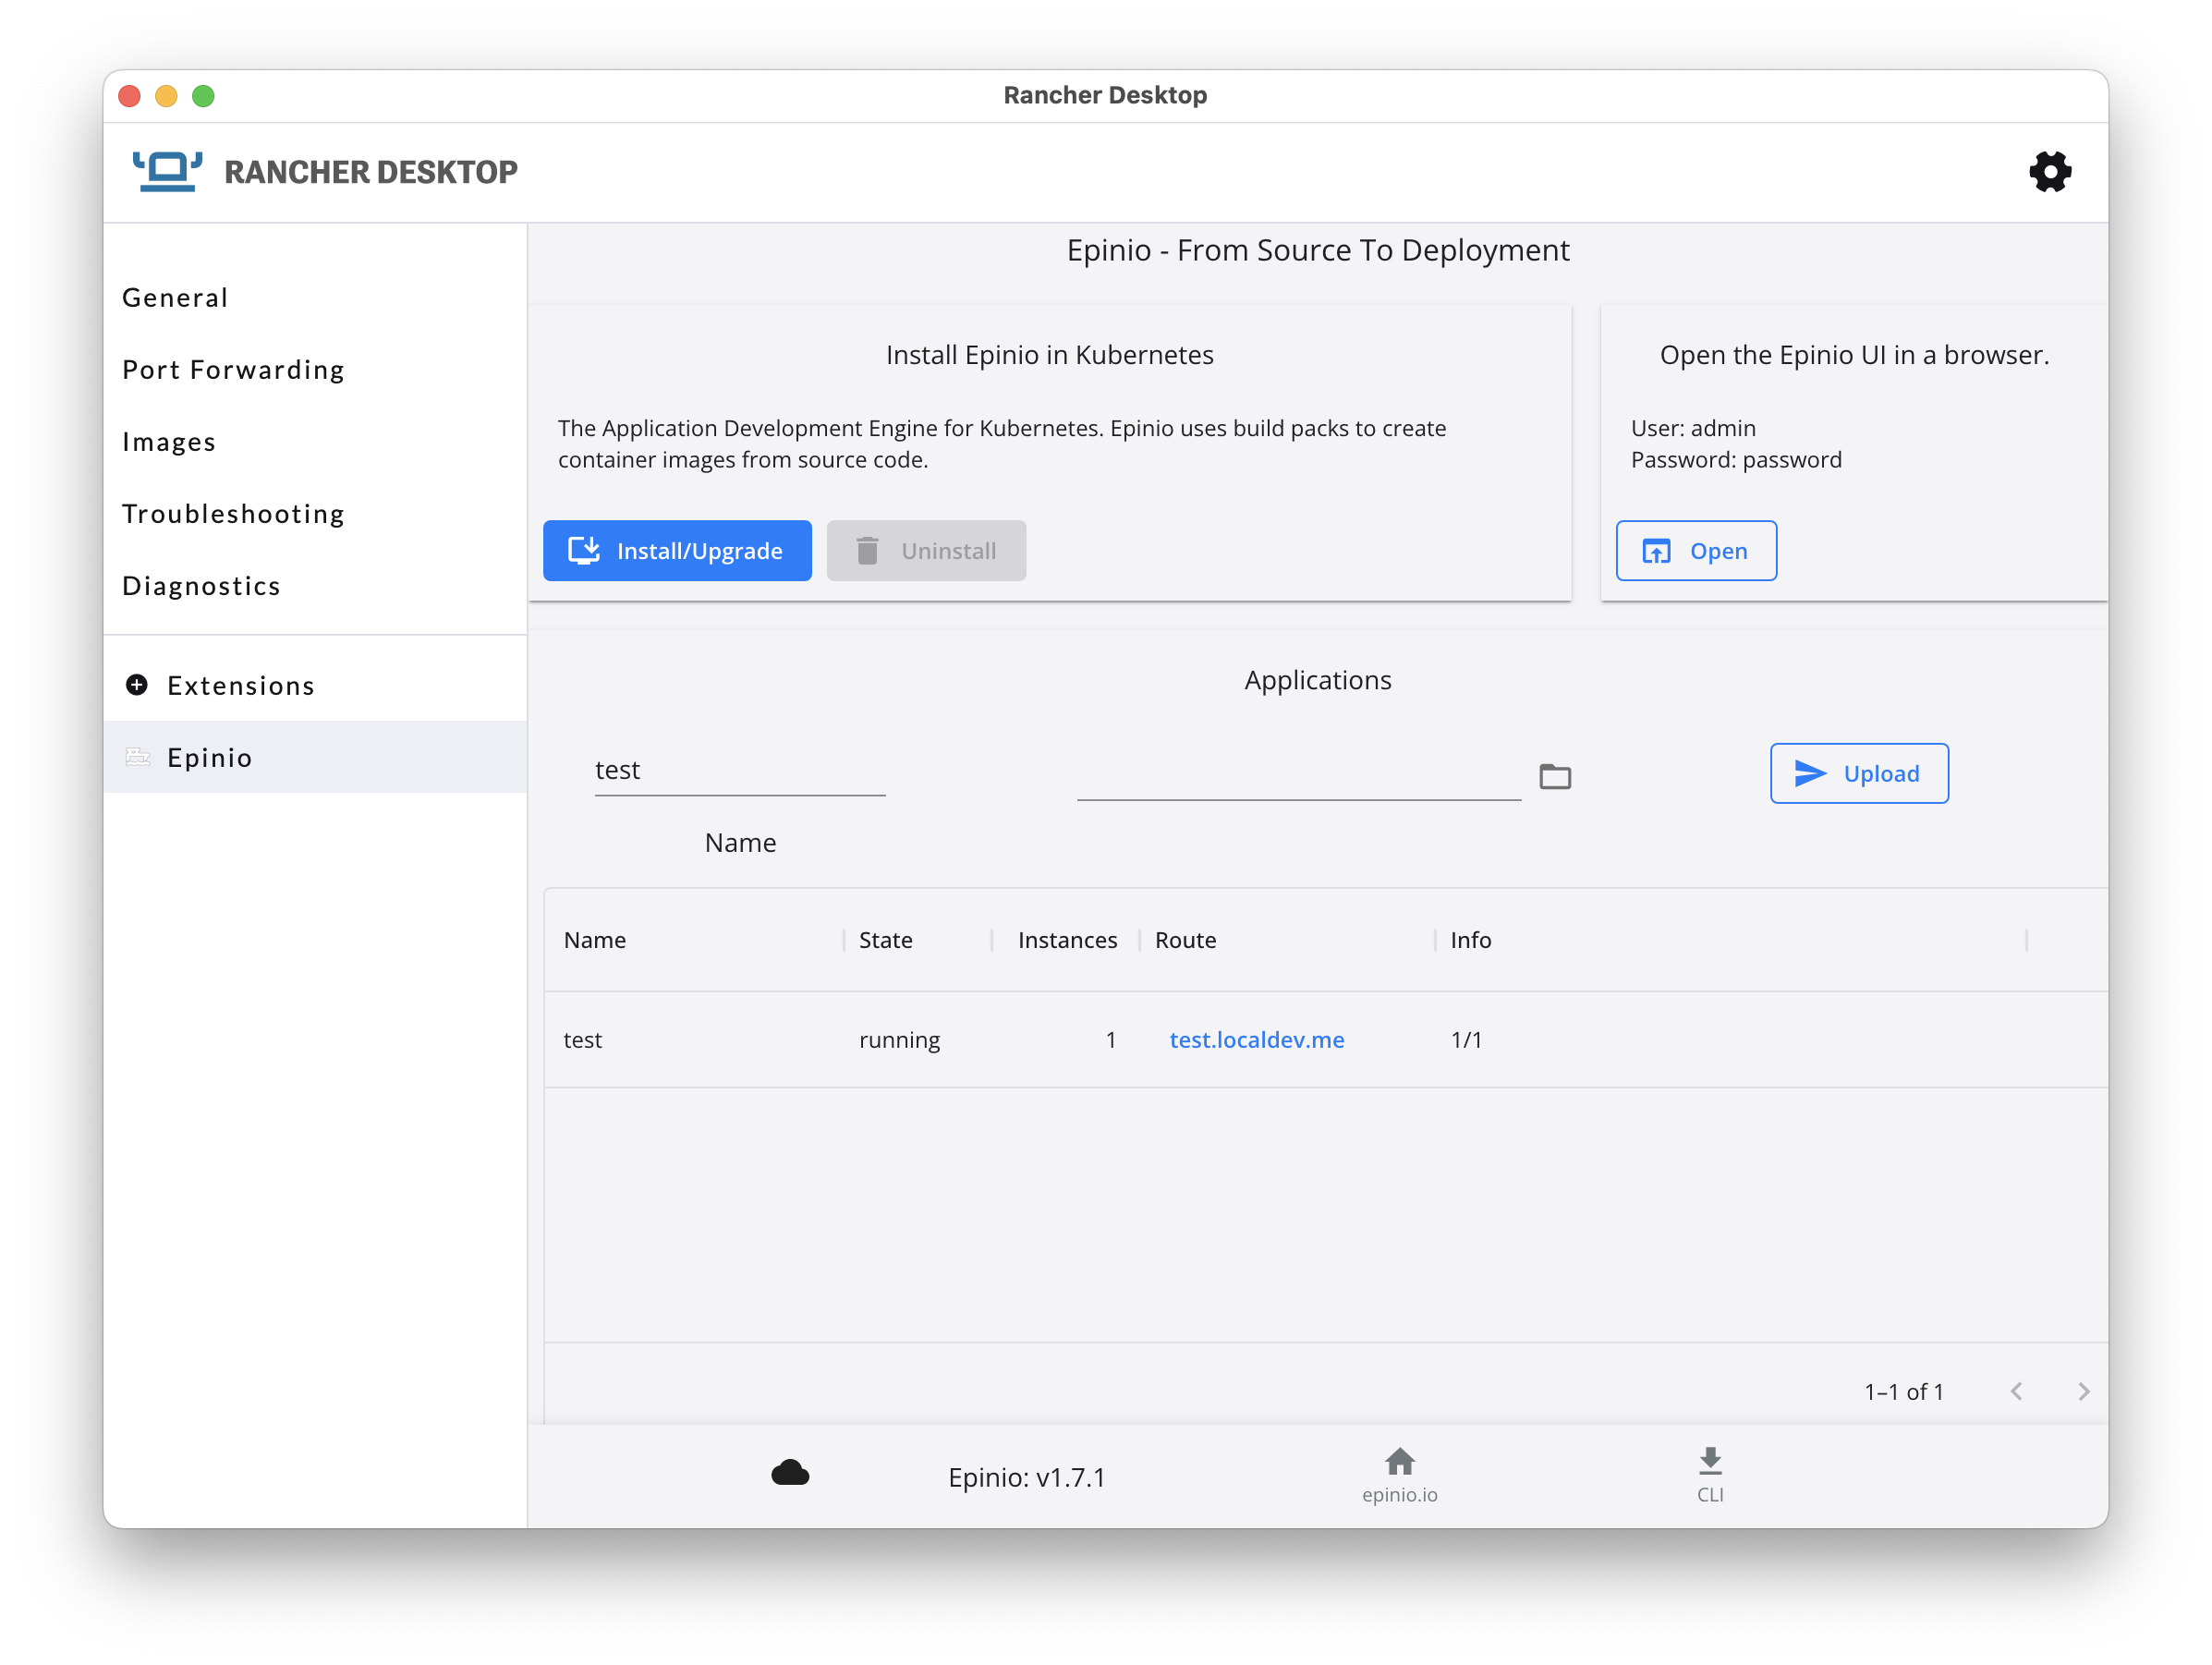 Rancher Desktop
RANCHER DESKTOP
General
Port Forwarding
Images
Troubleshooting
Diagnostics
Extensions
Epinio
Epinio - From Source To Deployment
Install Epinio in Kubernetes
The Application Development Engine for Kubernetes. Epinio uses build packs to create
container images from source code.
Install/Upgrade
Uninstall
Open the Epinio UI in a browser.
User: admin
Password: password
Open
Applications
test
Upload
Name
Name State Instances Route Info
test running 1 test.localdev.me 1/1
1–1 of 1
Epinio: v1.7.1
epinio.io
CLI